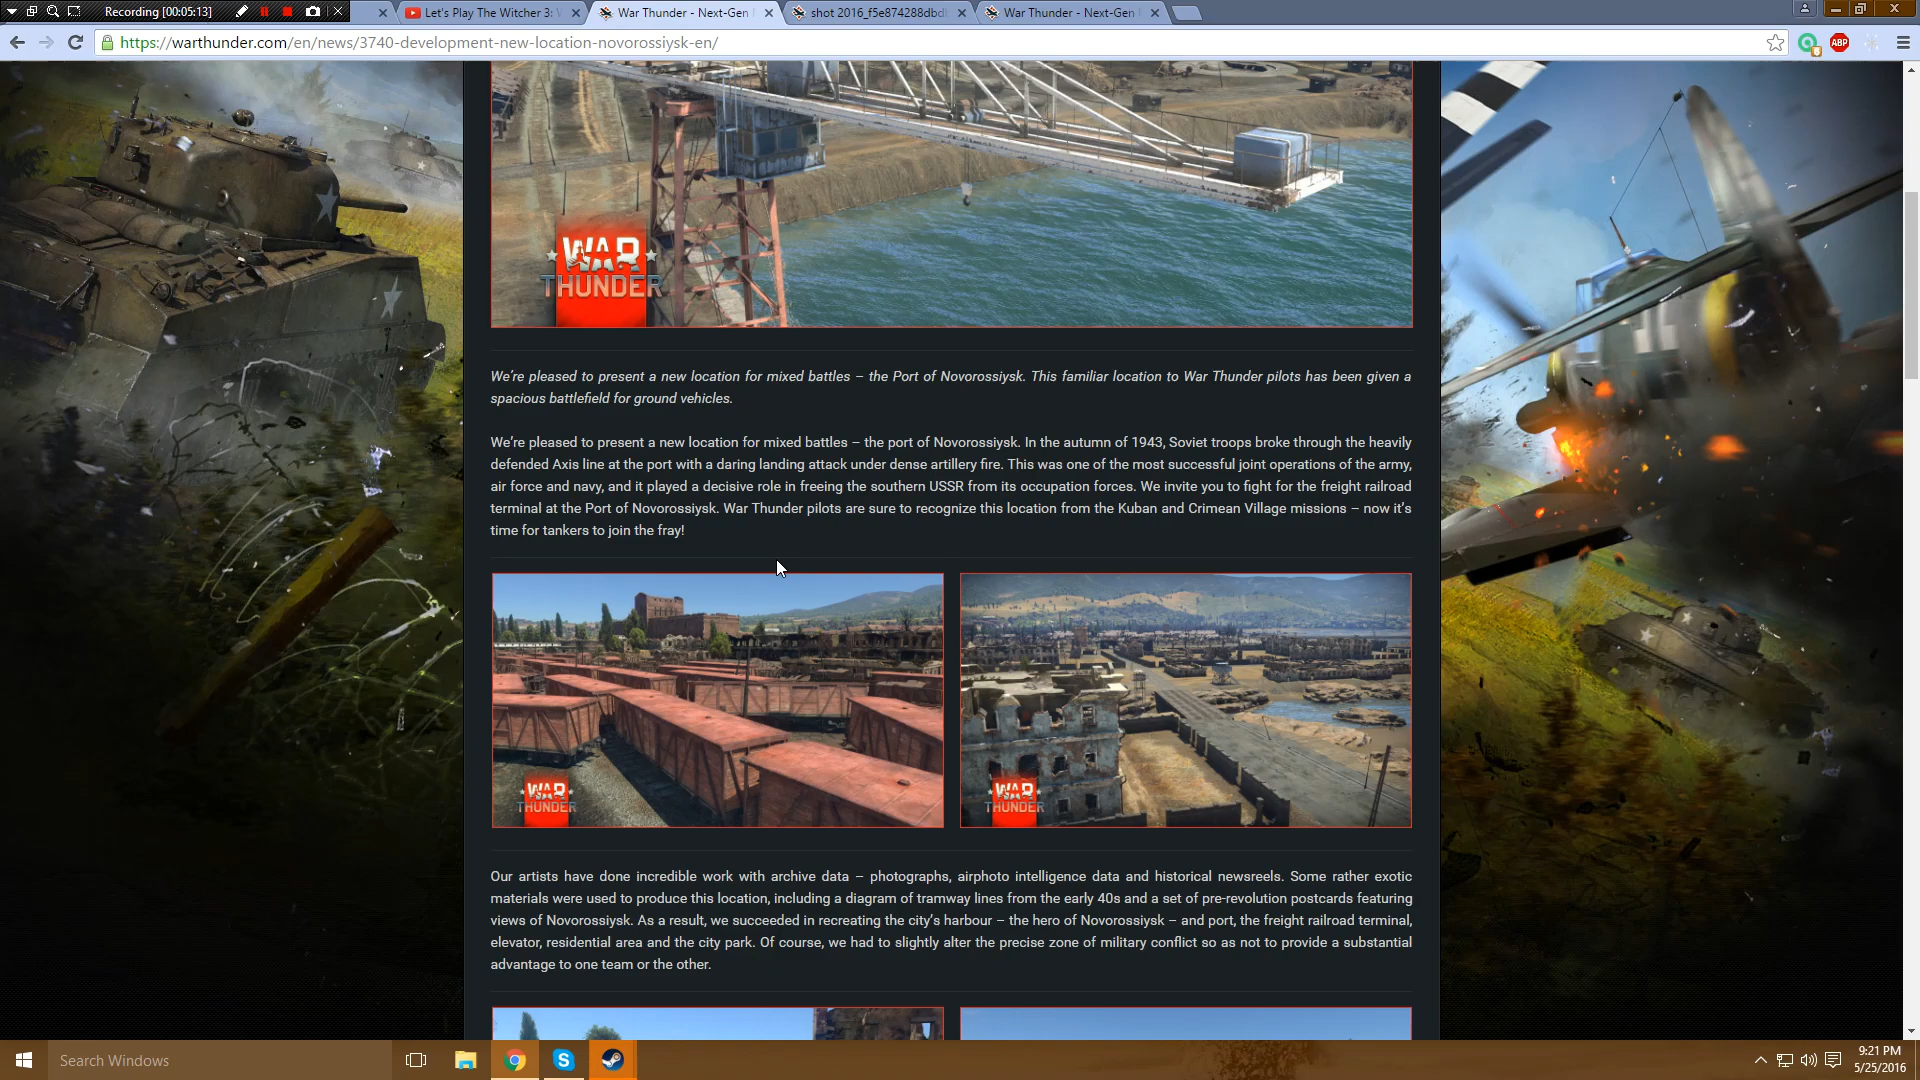 Recording [00:05:13]
Let's Play The Witcher 3:
War Thunder - Next-Gen
shot 2016_f5e874288dbdb
War Thunder - Next-Gen
https://warthunder.com/en/news/3740-development-new-location-novorossiysk-en/
ABP
WAR
THUNDER
We're pleased to present a new location for mixed battles – the Port of Novorossiysk. This familiar location to War Thunder pilots has been given a
spacious battlefield for ground vehicles.
We're pleased to present a new location for mixed battles – the port of Novorossiysk. In the autumn of 1943, Soviet troops broke through the heavily
defended Axis line at the port with a daring landing attack under dense artillery fire. This was one of the most successful joint operations of the army,
air force and navy, and it played a decisive role in freeing the southern USSR from its occupation forces. We invite you to fight for the freight railroad
terminal at the Port of Novorossiysk. War Thunder pilots are sure to recognize this location from the Kuban and Crimean Village missions – now it's
time for tankers to join the fray!
WAR
THUNDER
WAR
THUNDER
Our artists have done incredible work with archive data – photographs, airphoto intelligence data and historical newsreels. Some rather exotic
materials were used to produce this location, including a diagram of tramway lines from the early 40s and a set of pre-revolution postcards featuring
views of Novorossiysk. As a result, we succeeded in recreating the city's harbour – the hero of Novorossiysk – and port, the freight railroad terminal,
elevator, residential area and the city park. Of course, we had to slightly alter the precise zone of military conflict so as not to provide a substantial
advantage to one team or the other.
Search Windows
9:21 PM
5/25/2016